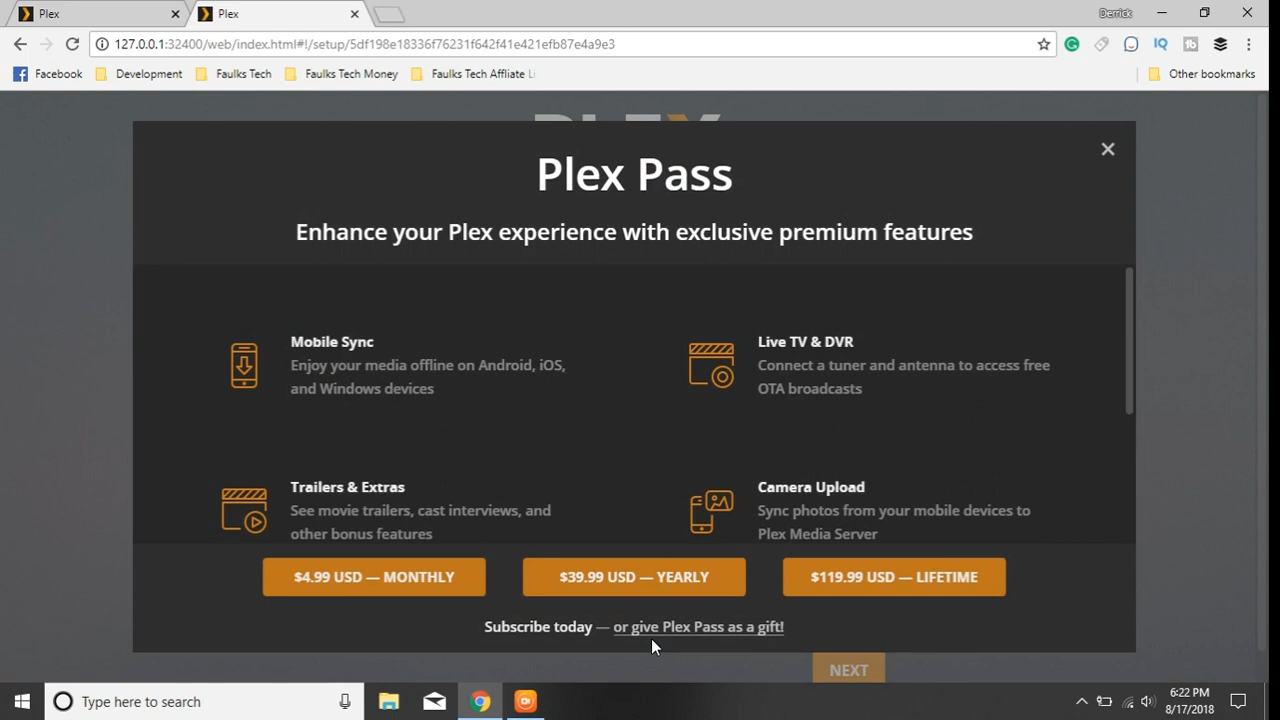 Plex
Plex
Derrick
127.0.0.1:32400/web/index.html#!/setup/5df198e18336f76231f642f41e421efb87e4a9e3
Facebook
Development
Faulks Tech
Faulks Tech Money
Faulks Tech Affliate Li
Other bookmarks
PLEX
Plex Pass
Enhance your Plex experience with exclusive premium features
Mobile Sync
Enjoy your media offline on Android, iOS,
and Windows devices
Live TV & DVR
Connect a tuner and antenna to access free
OTA broadcasts
Trailers & Extras
See movie trailers, cast interviews, and
other bonus features
Camera Upload
Sync photos from your mobile devices to
Plex Media Server
$4.99 USD — MONTHLY
$39.99 USD — YEARLY
$119.99 USD — LIFETIME
Subscribe today — or give Plex Pass as a gift!
NEXT
Type here to search
6:22 PM
8/17/2018